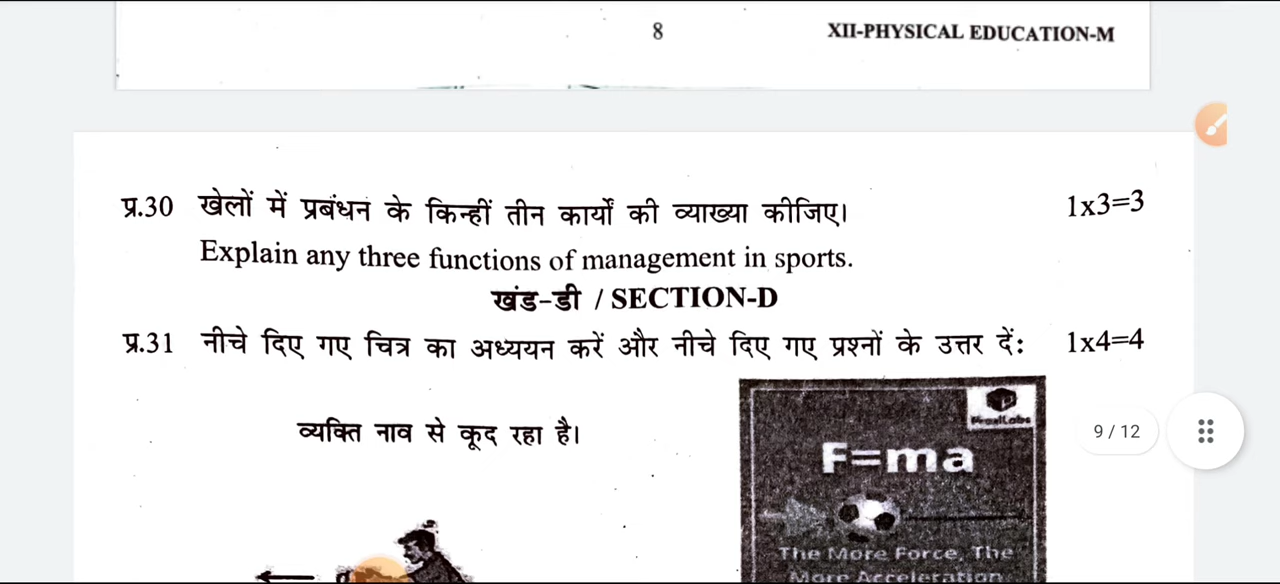 8
XII-PHYSICAL EDUCATION-M
प्र.30 खेलों में प्रबंधन के किन्हीं तीन कार्यों की व्याख्या कीजिए। 1x3=3
Explain any three functions of management in sports.
खंड-डी / SECTION-D
प्र.31 नीचे दिए गए चित्र का अध्ययन करें और नीचे दिए गए प्रश्नों के उत्तर दें: 1x4=4
व्यक्ति नाव से कूद रहा है।
F=ma
The More Force, The
More Acceleration
9 / 12